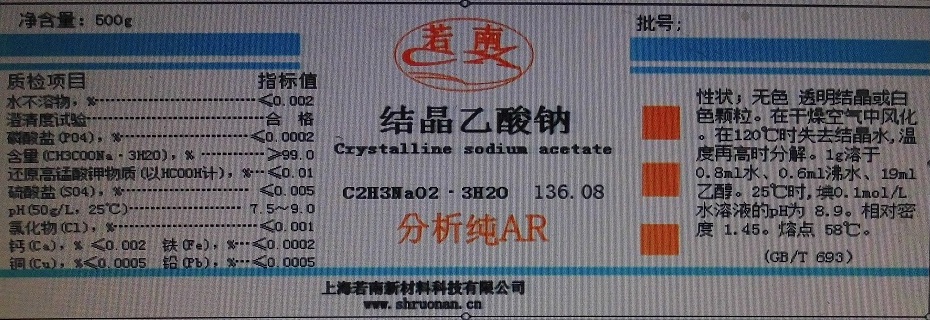 净含量: 500g
质检项目 指标值
水不溶物, % ≤0.002
澄清度试验 合 格
磷酸盐(PO4), % ≤0.0002
含量(CH3COONa · 3H2O), % ≥99.0
还原高锰酸钾物质(以HCOOH计), % ≤0.01
硫酸盐(SO4), % ≤0.005
pH(50g/L, 25℃) 7.5~9.0
氯化物(Cl), % ≤0.001
钙(Ca), % ≤0.002 铁(Fe), % ≤0.0002
铜(Cu), % ≤0.0005 铅(Pb), % ≤0.0005
若南
结晶乙酸钠
Crystalline sodium acetate
C2H3NaO2 · 3H2O 136.08
分析纯AR
上海若南新材料科技有限公司
www.shruonan.cn
批号;
性状; 无色 透明结晶或白
色颗粒。在干燥空气中风化
。在120℃时失去结晶水,温
度再高时分解。1g溶于
0.8ml水、0.6ml沸水、19ml
乙醇。25℃时,0.1mol/L
水溶液的pH为 8.9。相对密
度 1.45。熔点 58℃。
(GB/T 693)